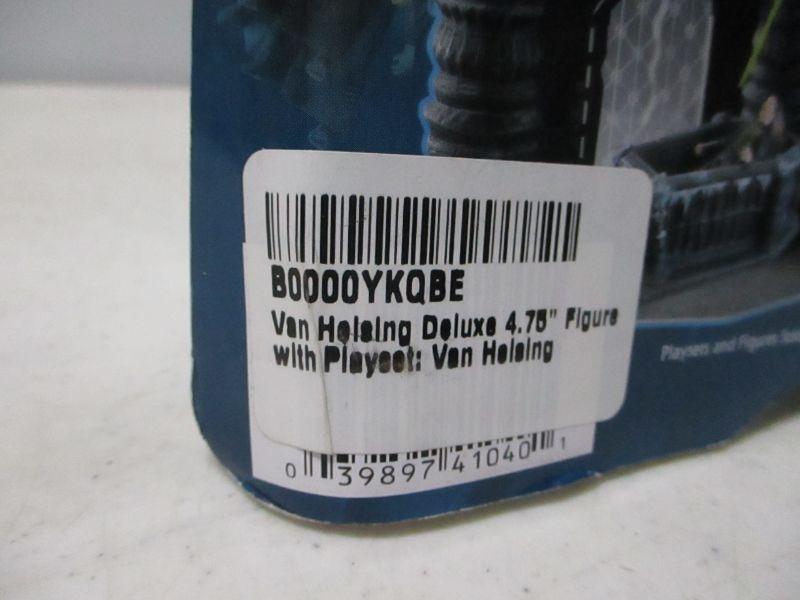 B0000YKQBE
Van Helsing Deluxe 4.75" Figure
with Playset: Van Helsing
Playsets and Figures
0 39897 41040 1